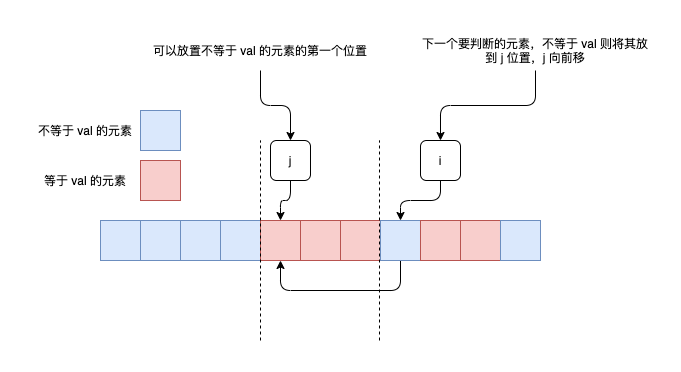 可以放置不等于 val 的元素的第一个位置
下一个要判断的元素，不等于 val 则将其放
到 j 位置，j 向前移
不等于 val 的元素
等于 val 的元素
j
i